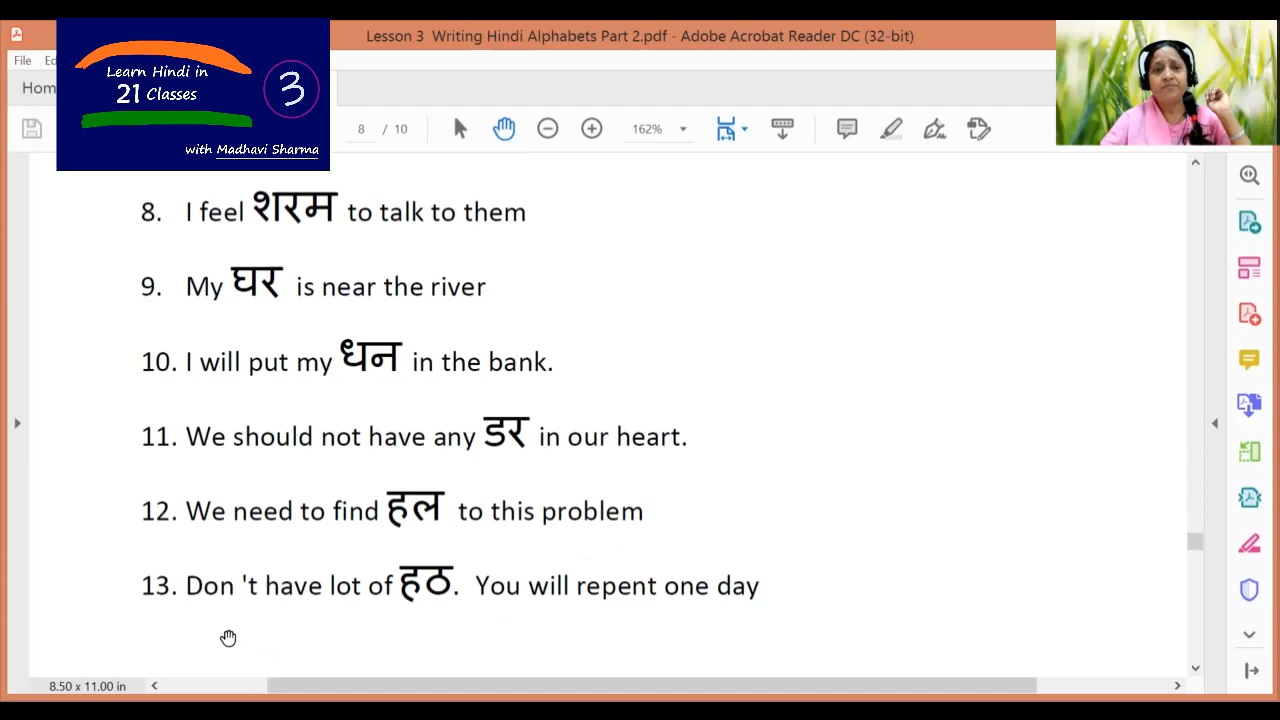 Lesson 3 Writing Hindi Alphabets Part 2.pdf - Adobe Acrobat Reader DC (32-bit)
File Ed
Hom
Learn Hindi in
21 Classes
3
with Madhavi Sharma
8 / 10
162%
8. I feel शरम to talk to them
9. My घर is near the river
10. I will put my धन in the bank.
11. We should not have any डर in our heart.
12. We need to find हल to this problem
13. Don 't have lot of हठ. You will repent one day
8.50 x 11.00 in